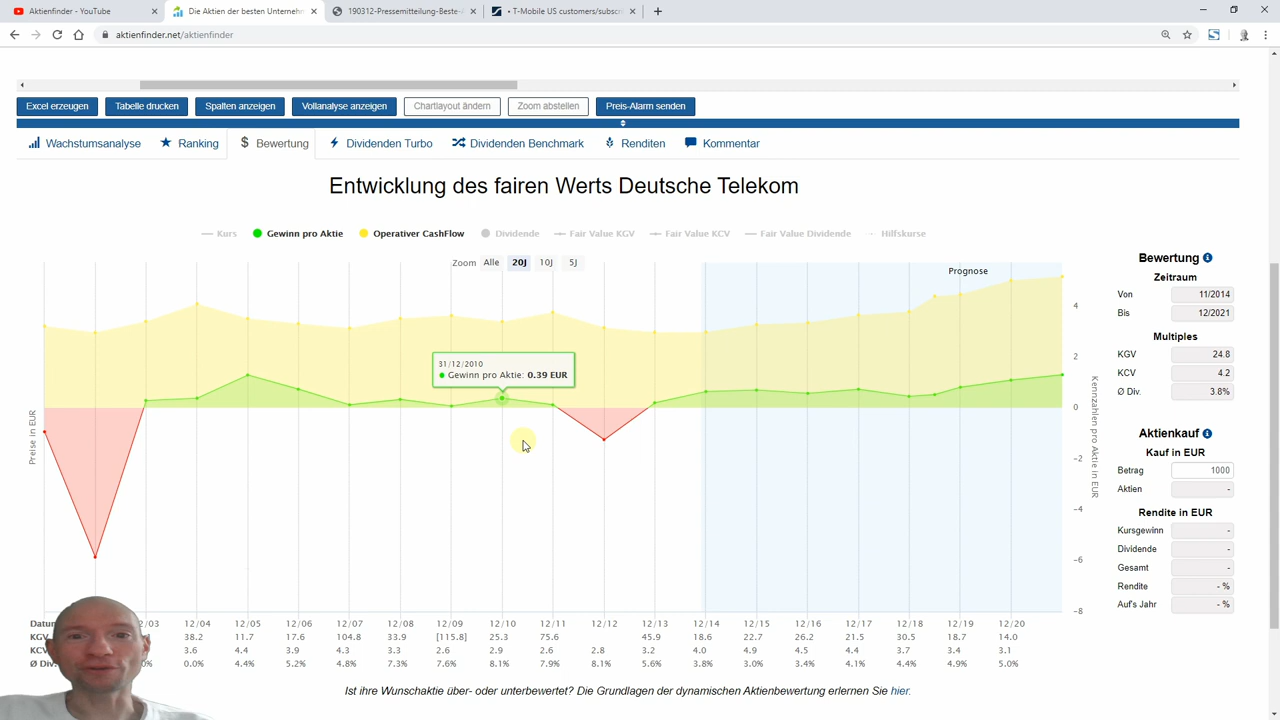 Aktienfinder - YouTube
Die Aktien der besten Unternehm
190312-Pressemitteilung-Beste-A
• T-Mobile US customers/subscri
aktienfinder.net/aktienfinder
Excel erzeugen Tabelle drucken Spalten anzeigen Vollanalyse anzeigen Chartlayout ändern Zoom abstellen Preis-Alarm senden
Wachstumsanalyse Ranking $ Bewertung Dividenden Turbo Dividenden Benchmark Renditen Kommentar
Entwicklung des fairen Werts Deutsche Telekom
Kurs Gewinn pro Aktie Operativer CashFlow Dividende Fair Value KGV Fair Value KCV Fair Value Dividende Hilfskurse
Zoom Alle 20J 10J 5J
Prognose
31/12/2010
Gewinn pro Aktie: 0.39 EUR
Preise in EUR
4
2
0
−2
−4
−6
−8
Kennzahlen pro Aktie in EUR
Bewertung
Zeitraum
Von 11/2014
Bis 12/2021
Multiples
KGV 24.8
KCV 4.2
Ø Div. 3.8%
Aktienkauf
Kauf in EUR
Betrag 1000
Aktien -
Rendite in EUR
Kursgewinn -
Dividende -
Gesamt -
Rendite - %
Auf's Jahr - %
/03 12/04 12/05 12/06 12/07 12/08 12/09 12/10 12/11 12/12 12/13 12/14 12/15 12/16 12/17 12/18 12/19 12/20
38.2 11.7 17.6 104.8 33.9 [115.8] 25.3 75.6 45.9 18.6 22.7 26.2 21.5 30.5 18.7 14.0
3.6 4.4 3.9 4.3 3.3 2.6 2.9 2.6 2.8 3.2 4.0 4.9 4.5 4.4 3.7 3.4 3.1
Ø Div. 0% 0.0% 4.4% 5.2% 4.8% 7.3% 7.6% 8.1% 7.9% 8.1% 5.6% 3.8% 3.0% 3.4% 4.1% 4.4% 4.9% 5.0%
Ist ihre Wunschaktie über- oder unterbewertet? Die Grundlagen der dynamischen Aktienbewertung erlernen Sie hier.